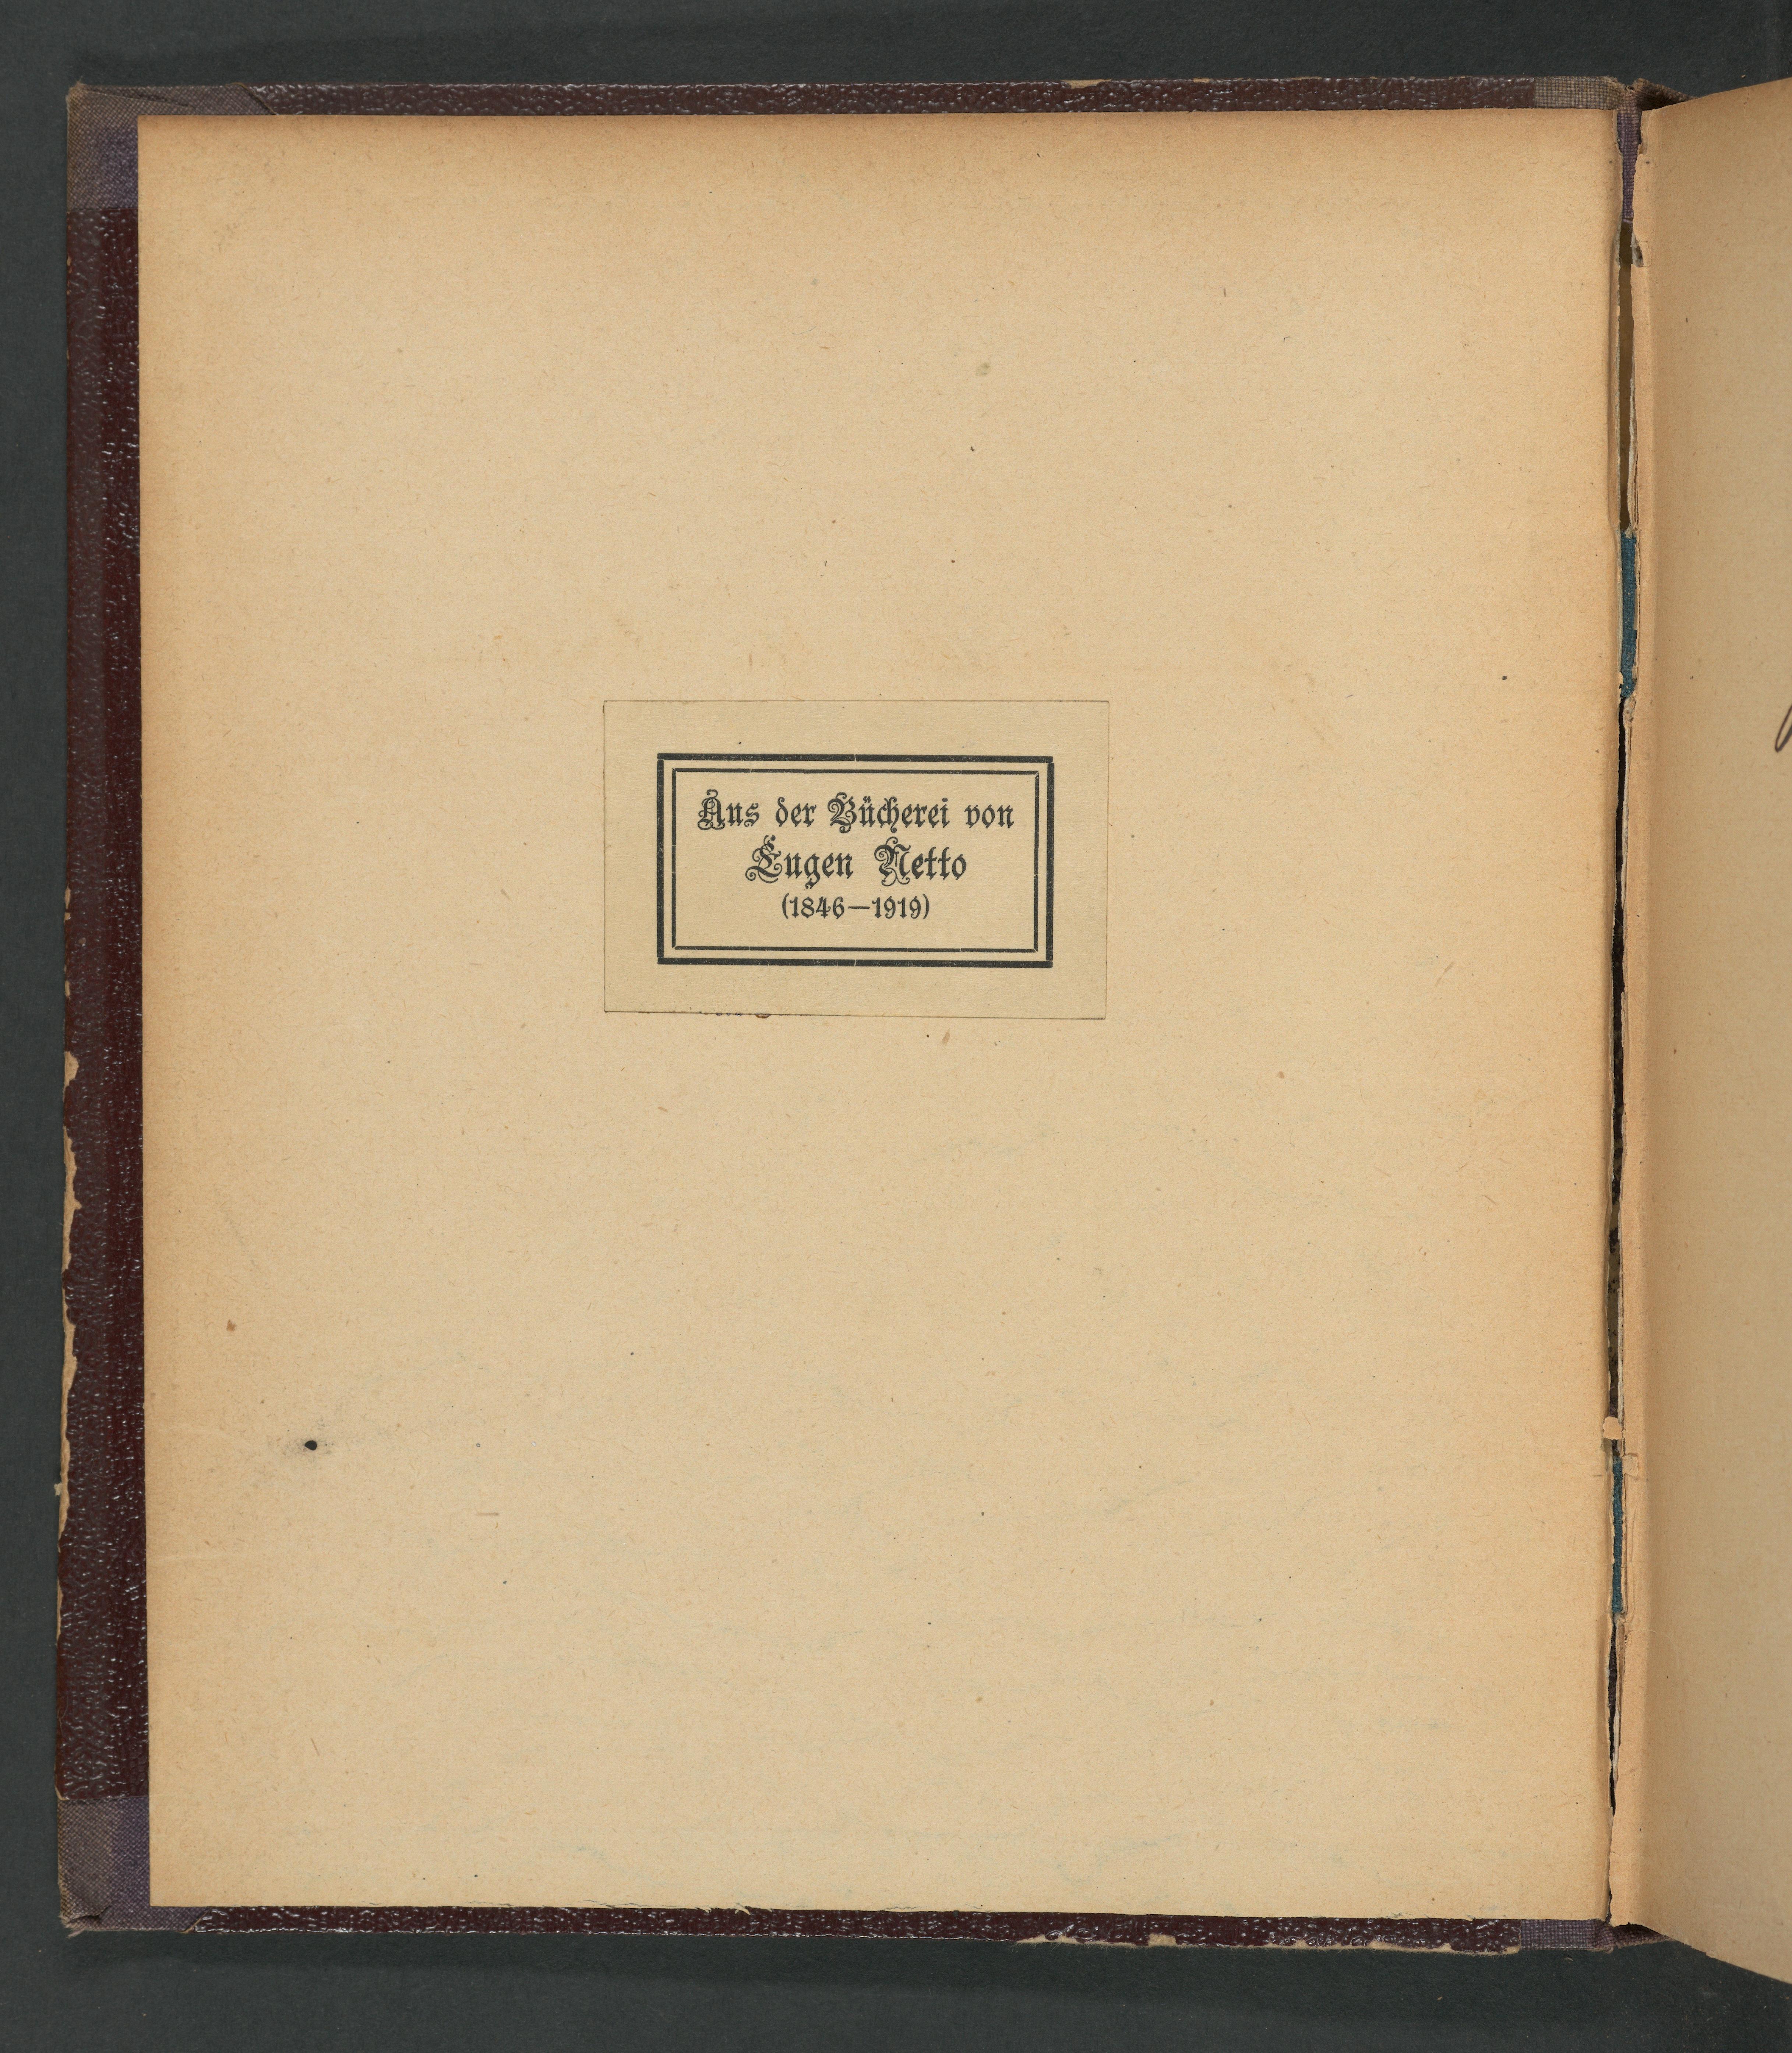 Aus der Bücherei von
Eugen Netto
(1846—1919)